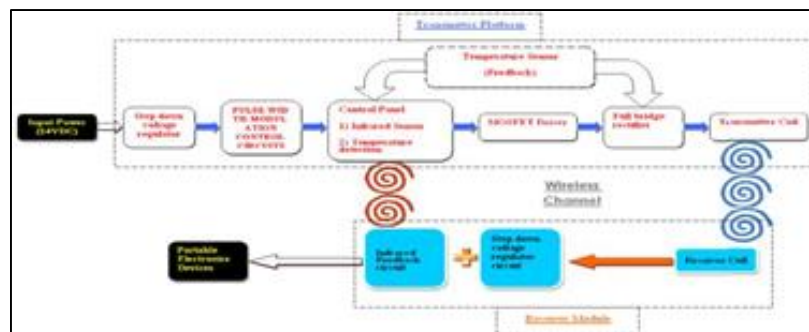 Transmitter Platform
Temperature Sensor
(Feedback)
Input Power
(24VDC)
Step down
voltage
regulator
PULSE WID
TH MODUL
ATION
CONTROL
CIRCUITS
Control Panel
1) Infrared Sensor
2) Temperature
detection
MOSFET Driver
Full bridge
rectifier
Transmitter Coil
Wireless
Channel
Portable
Electronics
Devices
Infrared
Feedback
circuit
Step down
voltage
regulator
circuit
Receiver Coil
Receiver Module